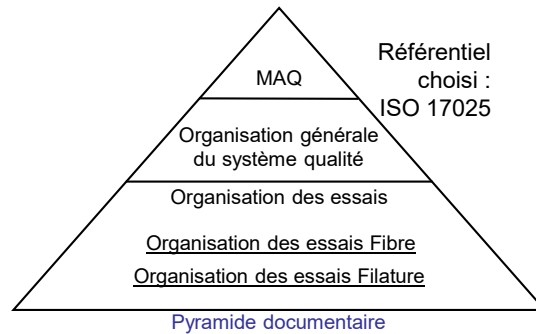 MAQ
Référentiel
choisi :
ISO 17025
Organisation générale
du système qualité
Organisation des essais
Organisation des essais Fibre
Organisation des essais Filature
Pyramide documentaire